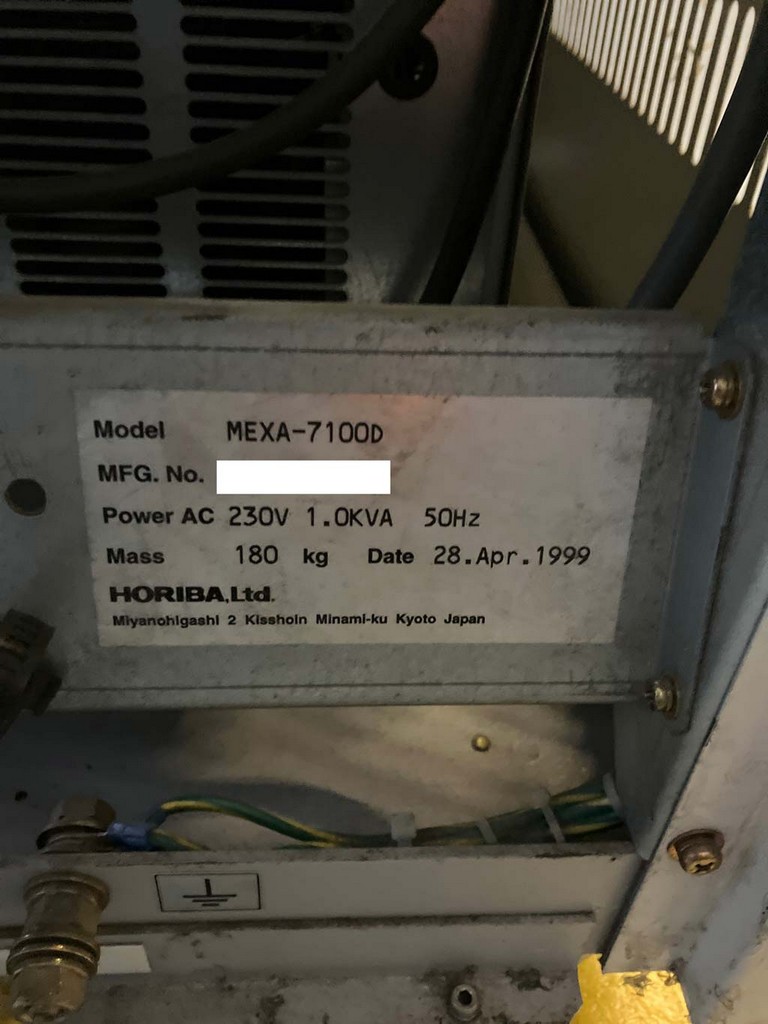 Model MEXA-7100D
MFG. No.
Power AC 230V 1.0KVA 50Hz
Mass 180 kg Date 28.Apr.1999
HORIBA,Ltd.
Miyanohigashi 2 Kisshoin Minami-ku Kyoto Japan